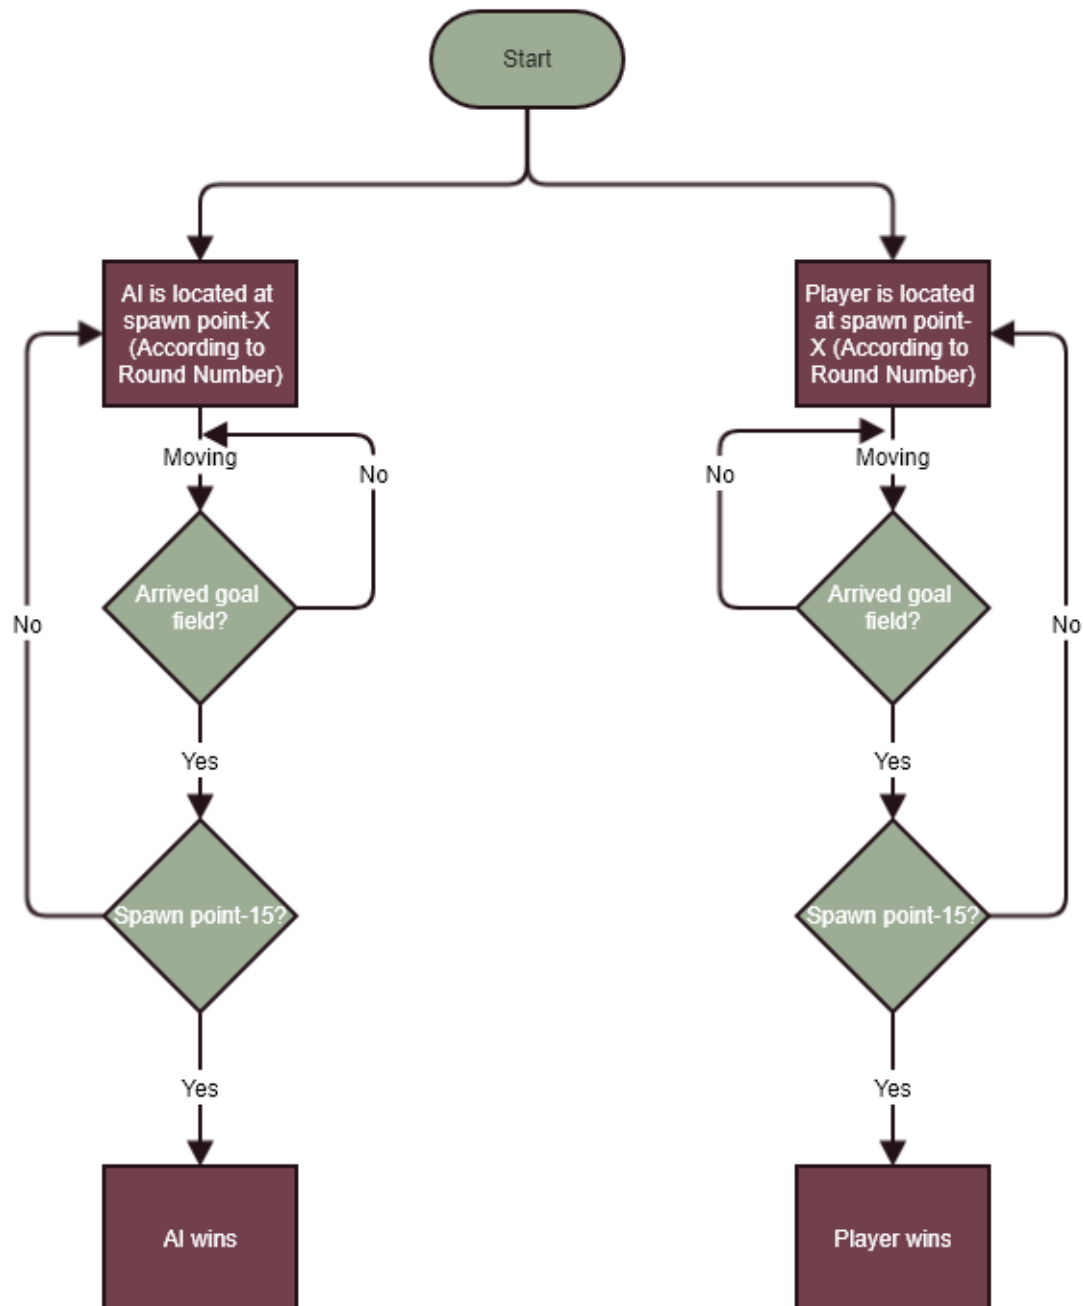 Start
AI is located at
spawn point-X
(According to
Round Number)
Moving
No
Arrived goal
field?
No
Yes
Spawn point-15?
Yes
AI wins
Player is located
at spawn point-
X (According to
Round Number)
Moving
No
Arrived goal
field?
No
Yes
Spawn point-15?
Yes
Player wins